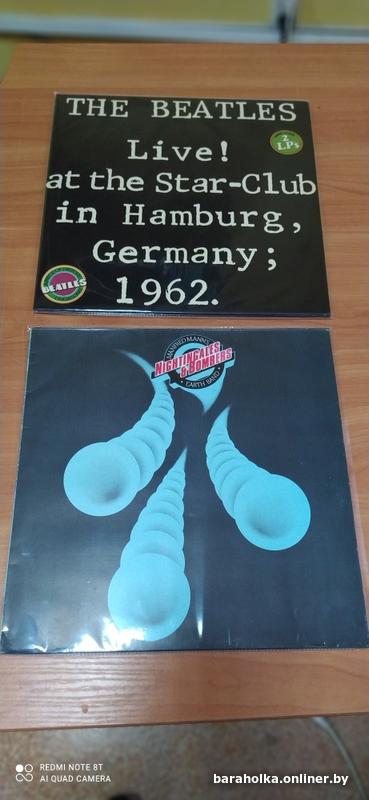 THE BEATLES
2
LPs
Live!
at the Star-Club
in Hamburg,
Germany;
1962.
BEATLES
MANFRED MANN'S
NIGHTINGALES
& BOMBERS
EARTH BAND
REDMI NOTE 8T
AI QUAD CAMERA
baraholka.onliner.by